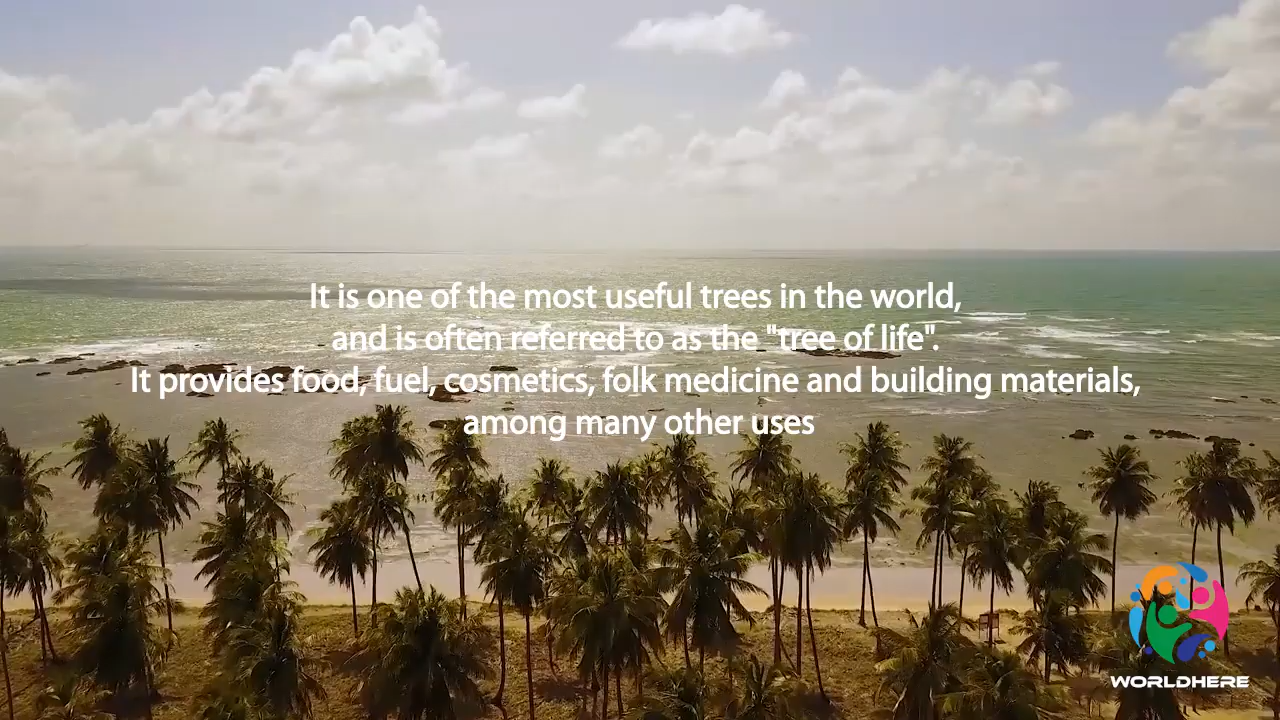 It is one of the most useful trees in the world,
and is often referred to as the "tree of life".
It provides food, fuel, cosmetics, folk medicine and building materials,
among many other uses
WORLDHERE